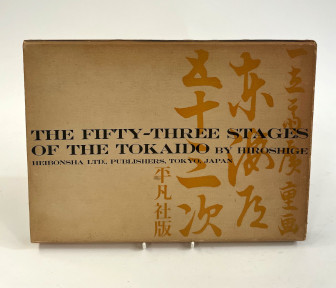 THE FIFTY-THREE STAGES
OF THE TOKAIDO BY HIROSHIGE
HEIBONSHA LTD., PUBLISHERS, TOKYO, JAPAN
一立斎廣重画
东海道
五十三次
平凡社版